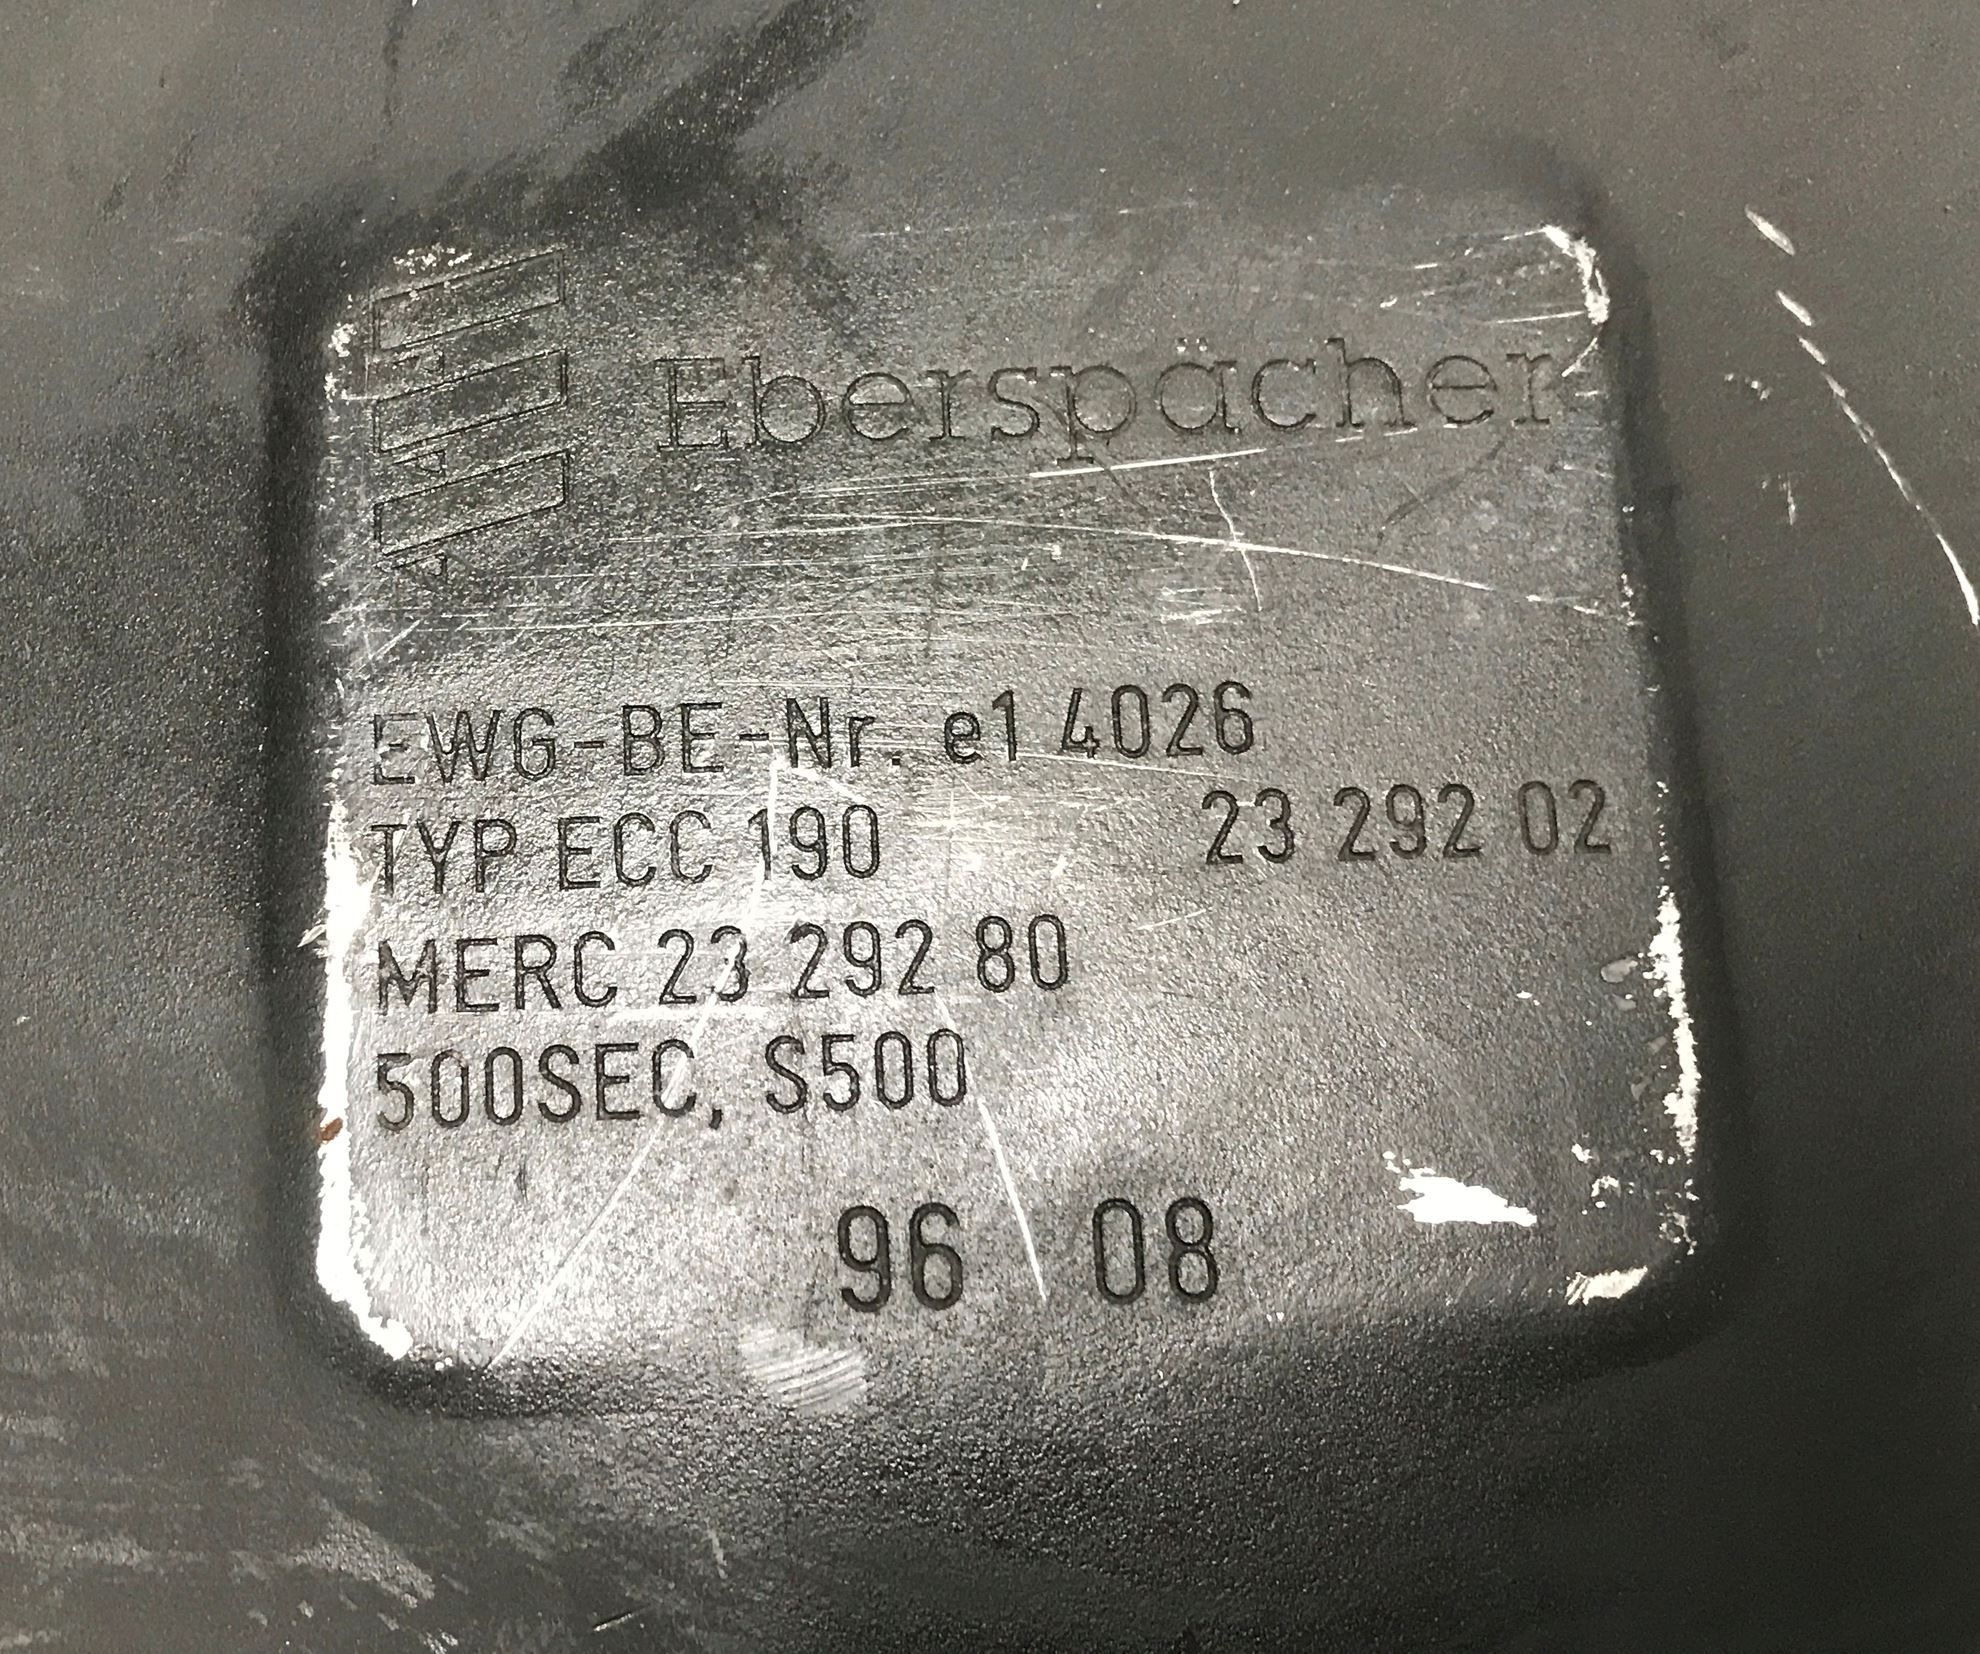 Eberspächer
EWG-BE-Nr. e1 4026
TYP ECC 190 23 292 02
MERC 23 292 80
500SEC, S500
96 08